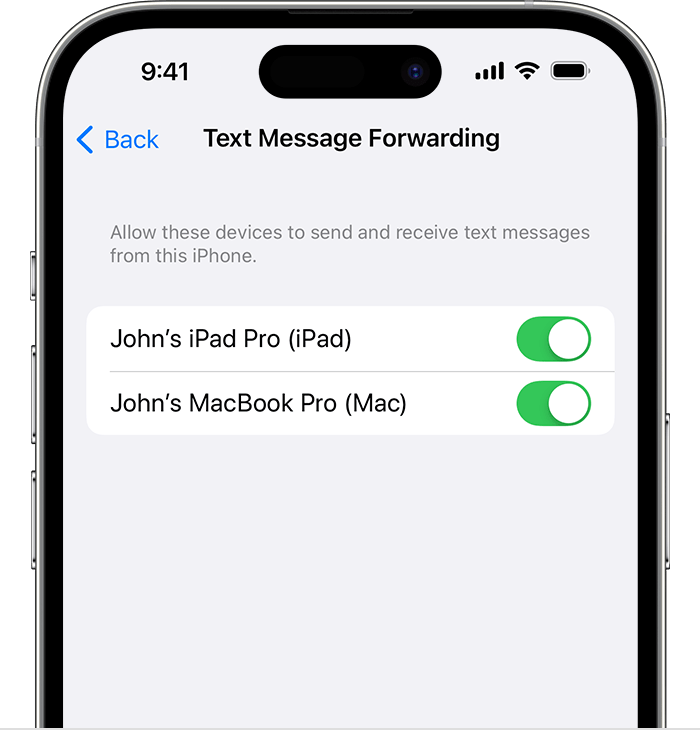 9:41
Back
Text Message Forwarding
Allow these devices to send and receive text messages
from this iPhone.
John’s iPad Pro (iPad)
John’s MacBook Pro (Mac)